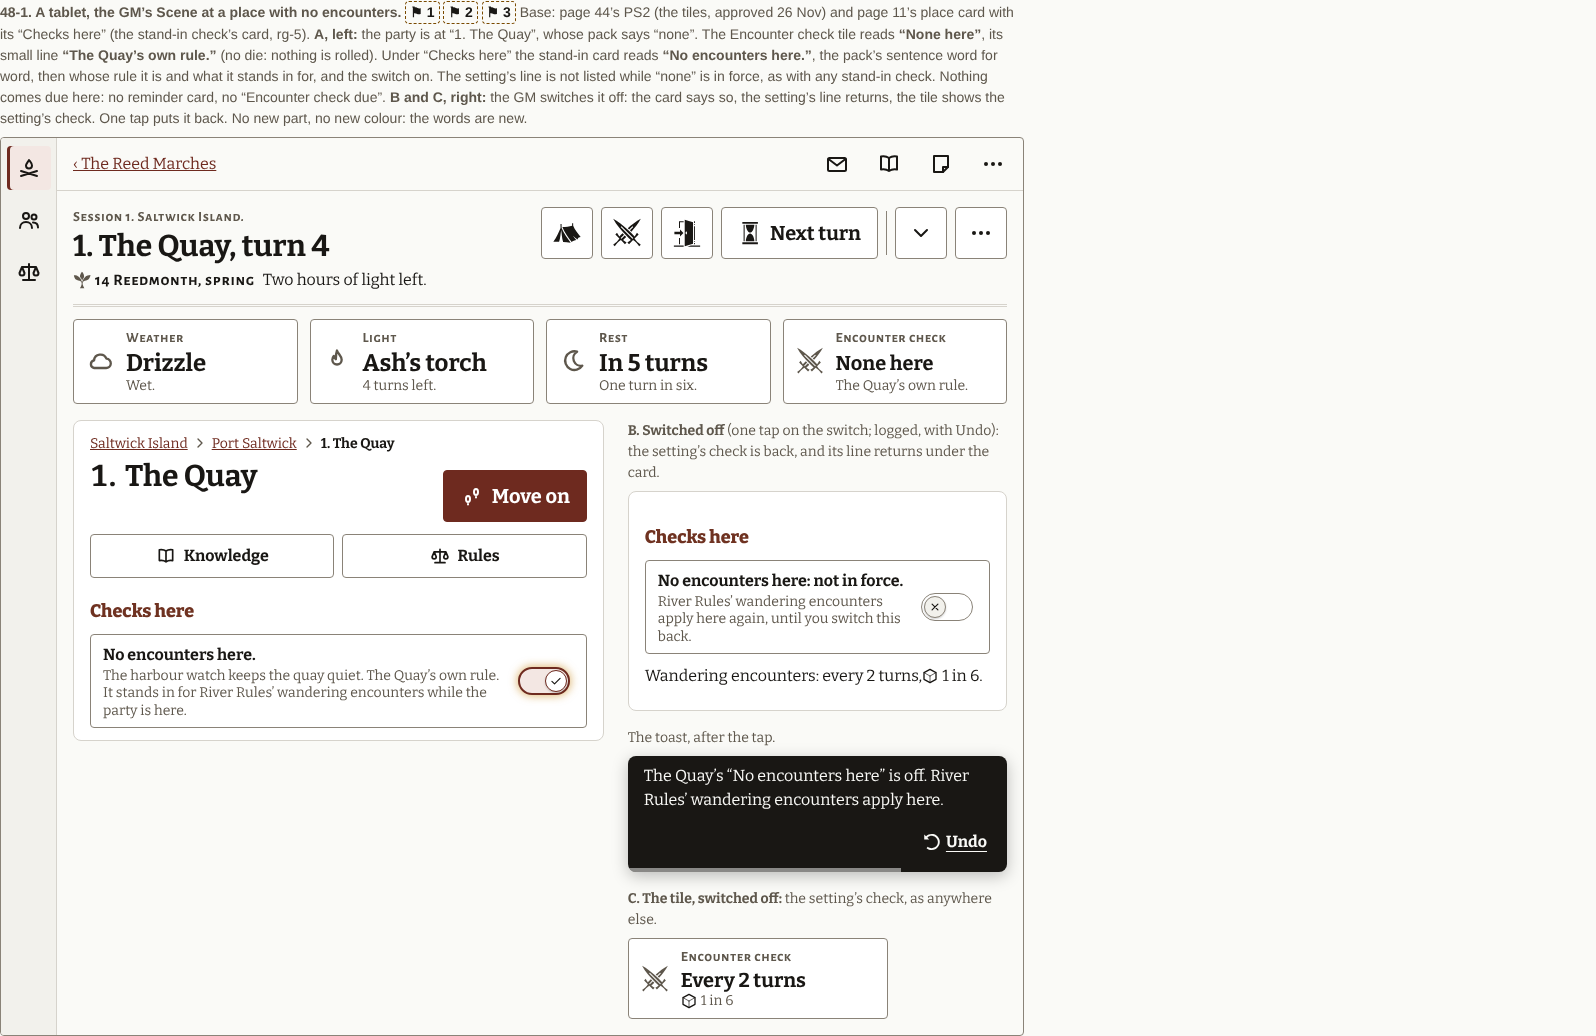 48-1. A tablet, the GM’s Scene at a place with no encounters. ⚑ 1 ⚑ 2 ⚑ 3 Base: page 44’s PS2 (the tiles, approved 26 Nov) and page 11’s place card with
its “Checks here” (the stand-in check’s card, rg-5). A, left: the party is at “1. The Quay”, whose pack says “none”. The Encounter check tile reads “None here”, its
small line “The Quay’s own rule.” (no die: nothing is rolled). Under “Checks here” the stand-in card reads “No encounters here.”, the pack’s sentence word for
word, then whose rule it is and what it stands in for, and the switch on. The setting’s line is not listed while “none” is in force, as with any stand-in check. Nothing
comes due here: no reminder card, no “Encounter check due”. B and C, right: the GM switches it off: the card says so, the setting’s line returns, the tile shows the
setting’s check. One tap puts it back. No new part, no new colour: the words are new.
‹ The Reed Marches
Session 1. Saltwick Island.
1. The Quay, turn 4
14 Reedmonth, spring Two hours of light left.
Next turn
Weather
Drizzle
Wet.
Light
Ash’s torch
4 turns left.
Rest
In 5 turns
One turn in six.
Encounter check
None here
The Quay’s own rule.
Saltwick Island > Port Saltwick > 1. The Quay
1. The Quay
Move on
Knowledge
Rules
Checks here
No encounters here.
The harbour watch keeps the quay quiet. The Quay’s own rule.
It stands in for River Rules’ wandering encounters while the
party is here.
B. Switched off (one tap on the switch; logged, with Undo):
the setting’s check is back, and its line returns under the
card.
Checks here
No encounters here: not in force.
River Rules’ wandering encounters
apply here again, until you switch this
back.
Wandering encounters: every 2 turns, 1 in 6.
The toast, after the tap.
The Quay’s “No encounters here” is off. River
Rules’ wandering encounters apply here.
Undo
C. The tile, switched off: the setting’s check, as anywhere
else.
Encounter check
Every 2 turns
1 in 6